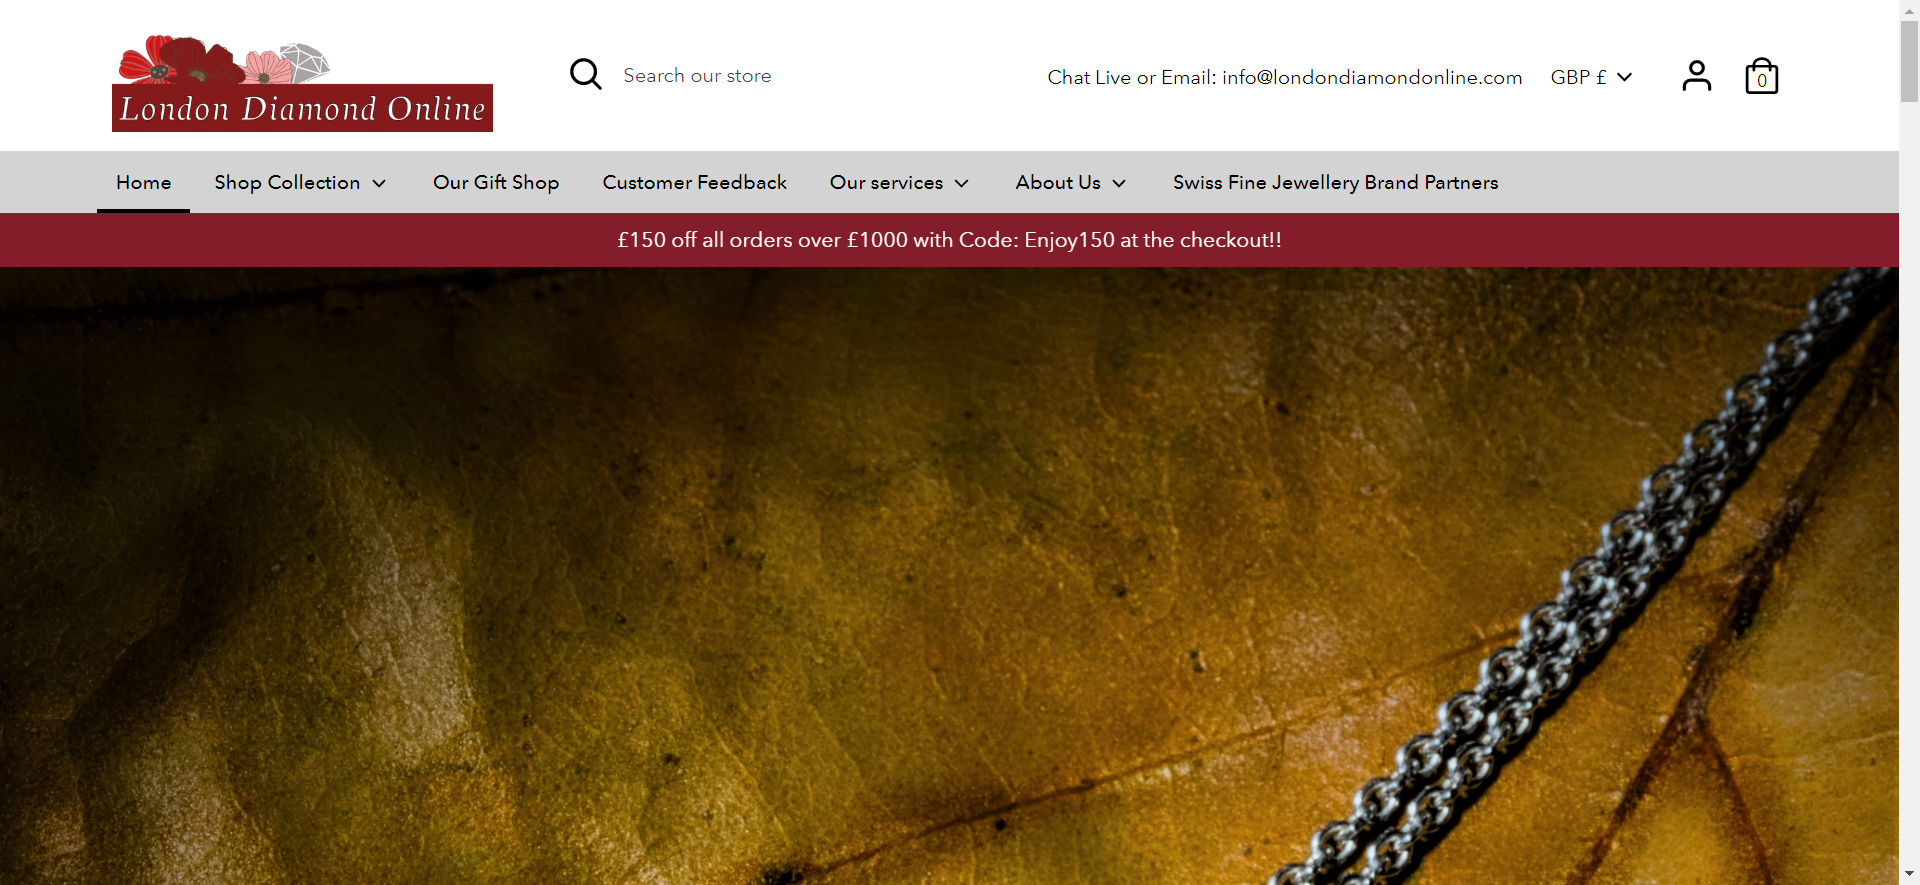 London Diamond Online
Search our store
Chat Live or Email: info@londondiamondonline.com
GBP £
0
Home
Shop Collection
Our Gift Shop
Customer Feedback
Our services
About Us
Swiss Fine Jewellery Brand Partners
£150 off all orders over £1000 with Code: Enjoy150 at the checkout!!